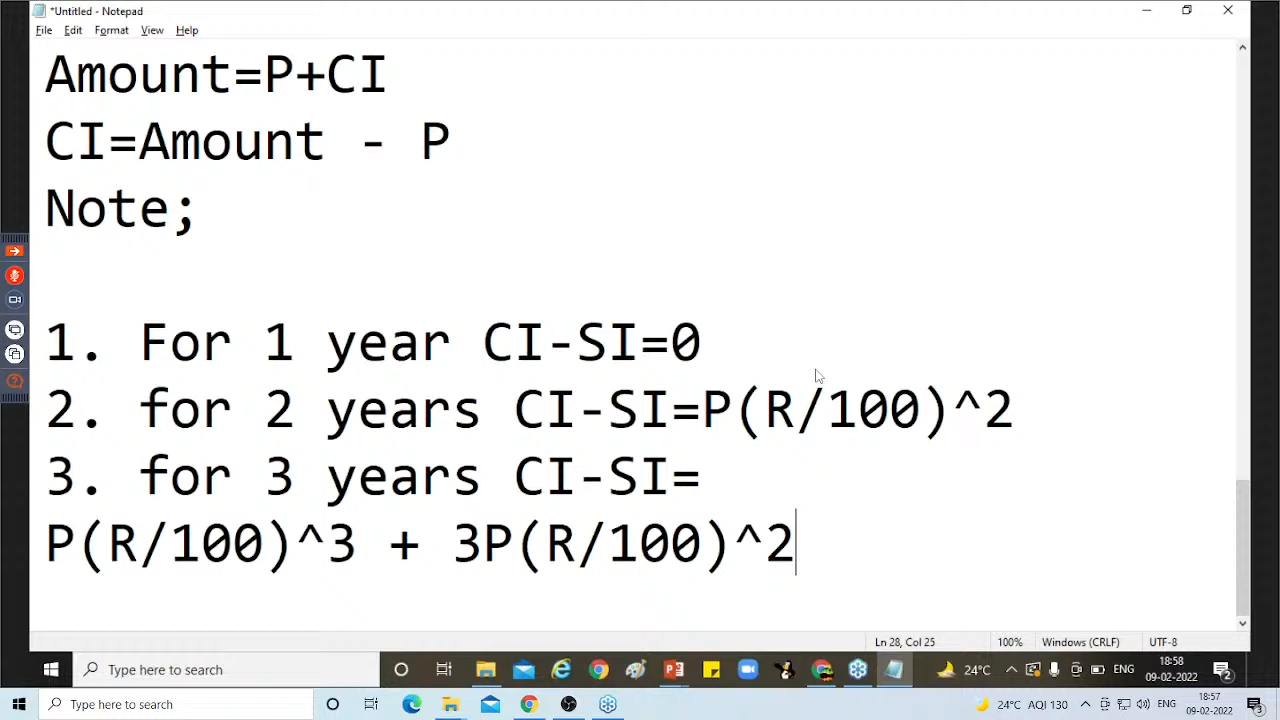 *Untitled - Notepad
File Edit Format View Help
Amount=P+CI
CI=Amount - P
Note;
1. For 1 year CI-SI=0
2. for 2 years CI-SI=P(R/100)^2
3. for 3 years CI-SI=
P(R/100)^3 + 3P(R/100)^2
Ln 28, Col 25 100% Windows (CRLF) UTF-8
Type here to search 24°C ENG 18:58
09-02-2022 2
Type here to search 24°C AQI 130 ENG 18:57
09-02-2022 3